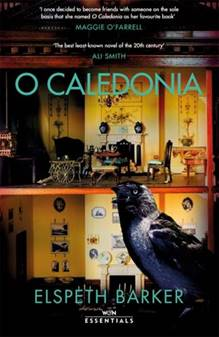 'I once decided to become friends with someone on the sole
basis that she named O Caledonia as her favourite book'
MAGGIE O'FARRELL
'The best least-known novel of the 20th century'
ALI SMITH
O CALEDONIA
ELSPETH BARKER
W&N
ESSENTIALS